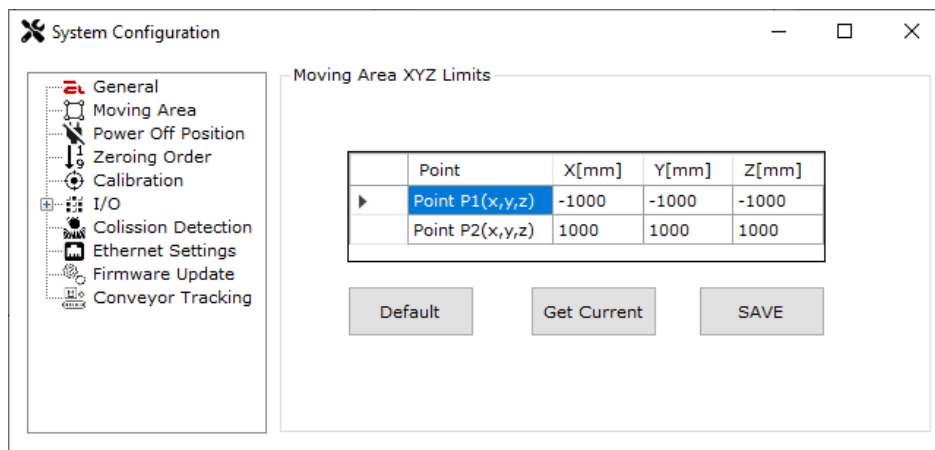 System Configuration
General
Moving Area
Power Off Position
Zeroing Order
Calibration
I/O
Colission Detection
Ethernet Settings
Firmware Update
Conveyor Tracking
Moving Area XYZ Limits
Point X[mm] Y[mm] Z[mm]
Point P1(x,y,z) -1000 -1000 -1000
Point P2(x,y,z) 1000 1000 1000
Default Get Current SAVE